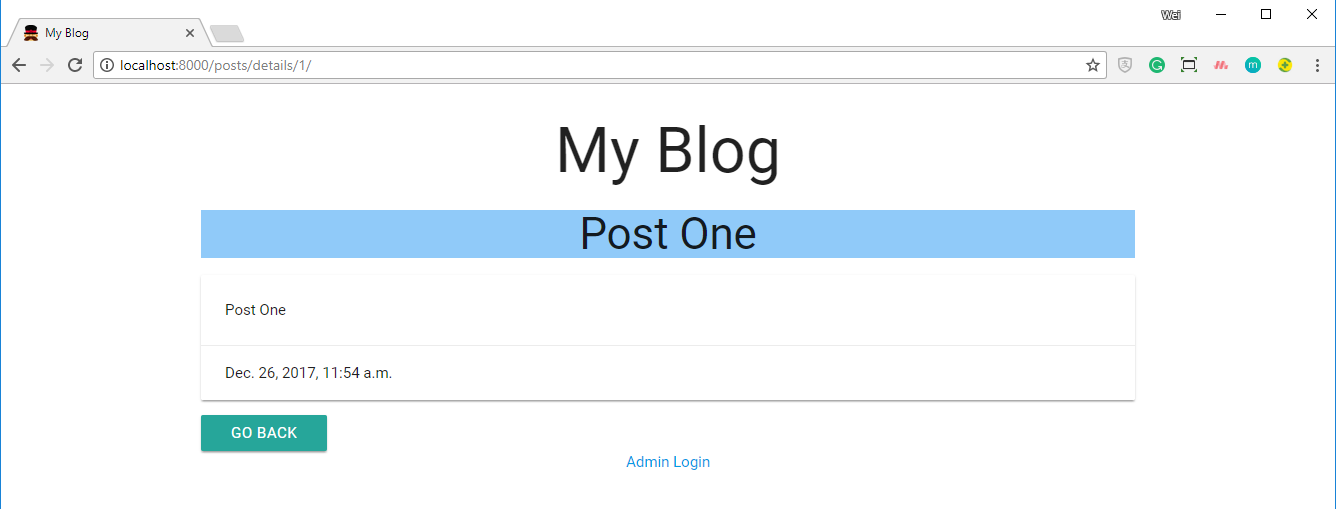 Wei
My Blog
localhost:8000/posts/details/1/
My Blog
Post One
Post One
Dec. 26, 2017, 11:54 a.m.
GO BACK
Admin Login